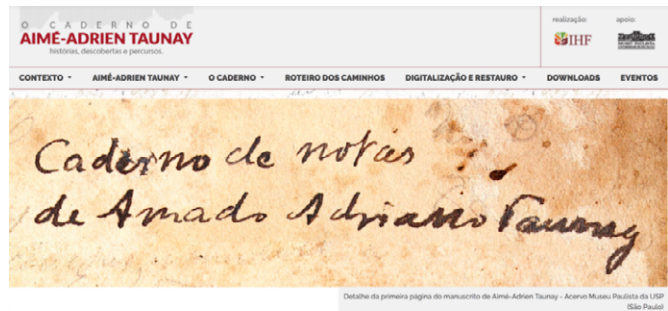 O CADERNO DE
AIMÉ-ADRIEN TAUNAY
histórias, descobertas e percursos.
realização:
apoio:
IHF
CONTEXTO
AIMÉ-ADRIEN TAUNAY
O CADERNO
ROTEIRO DOS CAMINHOS
DIGITALIZAÇÃO E RESTAURO
DOWNLOADS
EVENTOS
Caderno de notas
de Amado Adriano Taunay
Detalhe da primeira página do manuscrito de Aimé-Adrien Taunay - Acervo Museu Paulista da USP
(São Paulo)